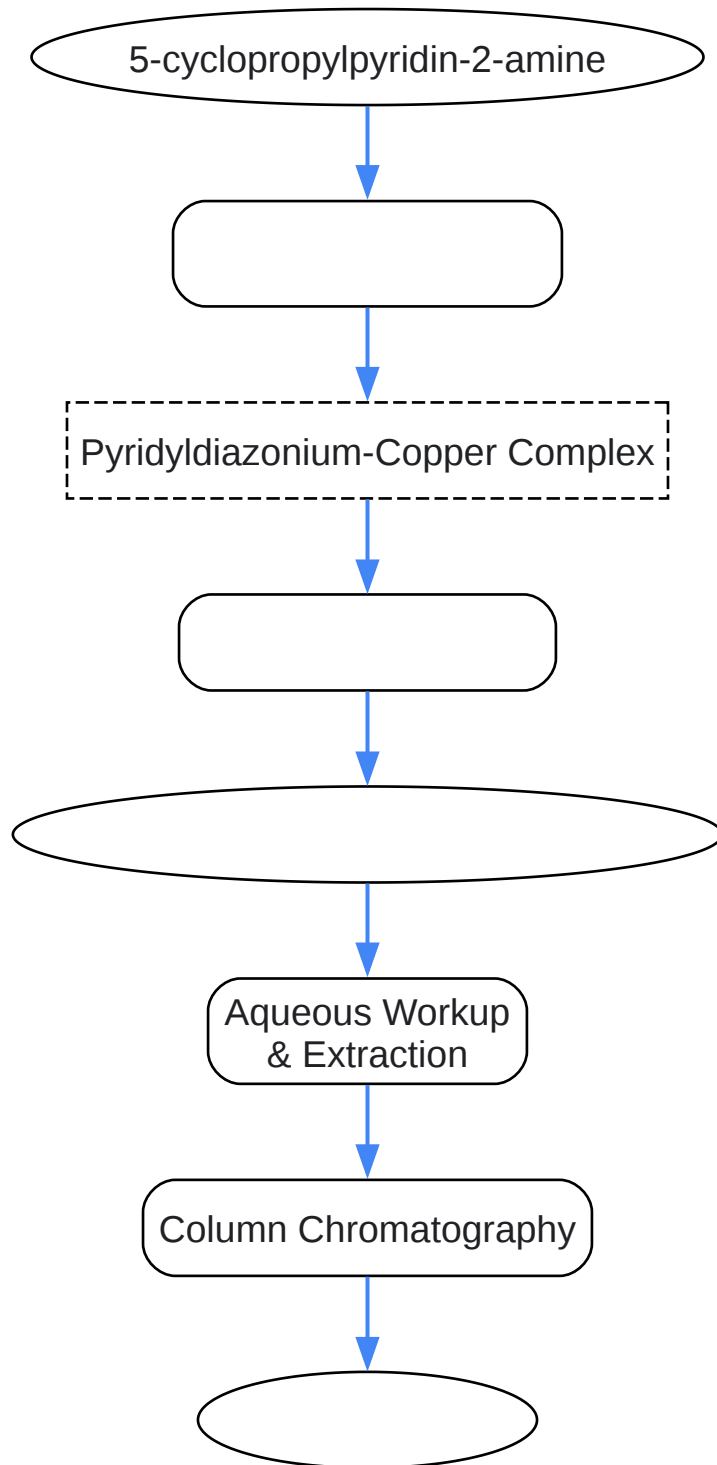 5-cyclopropylpyridin-2-amine
Pyridyldiazonium-Copper Complex
Aqueous Workup
& Extraction
Column Chromatography